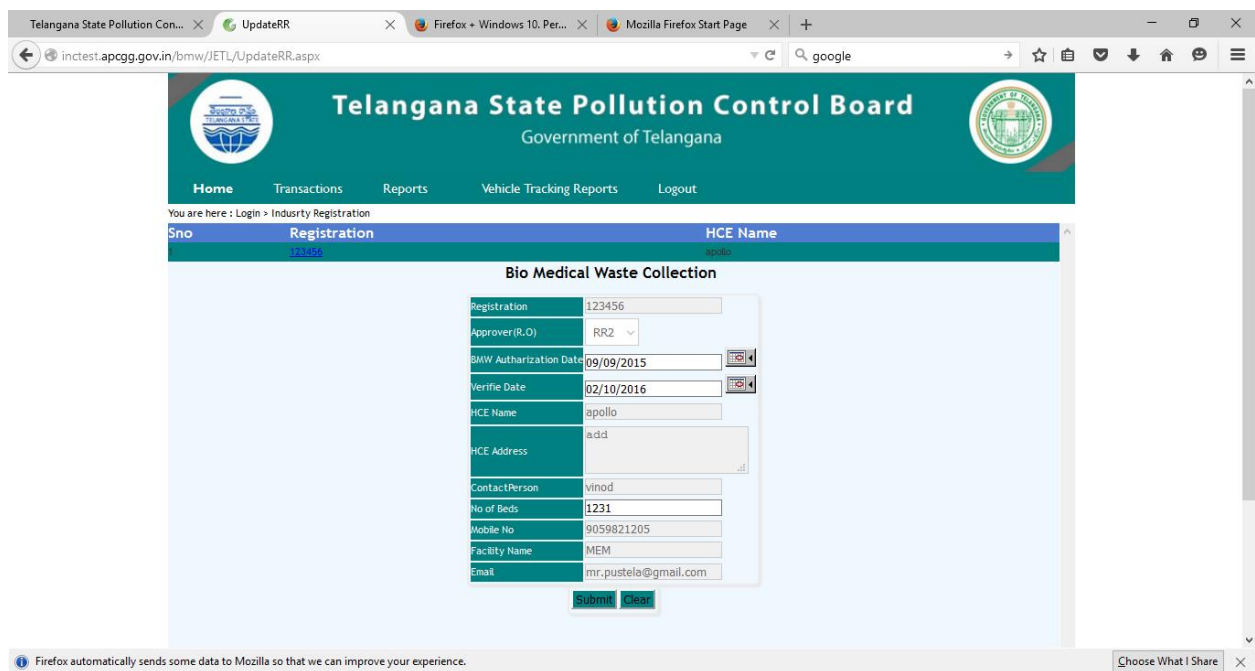 Telangana State Pollution Con... UpdateRR Firefox + Windows 10. Per... Mozilla Firefox Start Page
inctest.apcgg.gov.in/bmw/JETL/UpdateRR.aspx google
Telangana State Pollution Control Board
Government of Telangana
Home Transactions Reports Vehicle Tracking Reports Logout
You are here : Login > Indusrty Registration
Sno Registration HCE Name
1 123456 apollo
Bio Medical Waste Collection
Registration 123456
Approver(R.O) RR2
BMW Autharization Date 09/09/2015
Verifie Date 02/10/2016
HCE Name apollo
HCE Address add
ContactPerson vinod
No of Beds 1231
Mobile No 9059821205
Facility Name MEM
Email mr.pustela@gmail.com
Submit Clear
Firefox automatically sends some data to Mozilla so that we can improve your experience. Choose What I Share